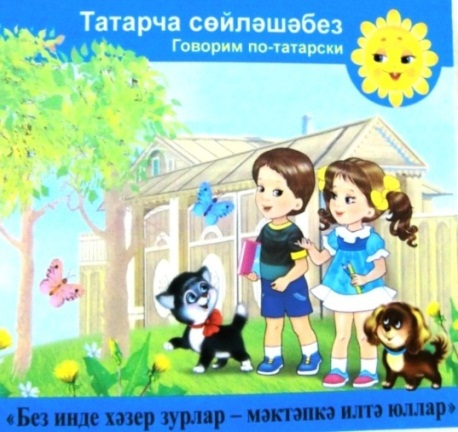 Татарча сөйләшәбез
Говорим по-татарски
«Без инде хәзер зурлар – мәктәпкә илтә юллар»